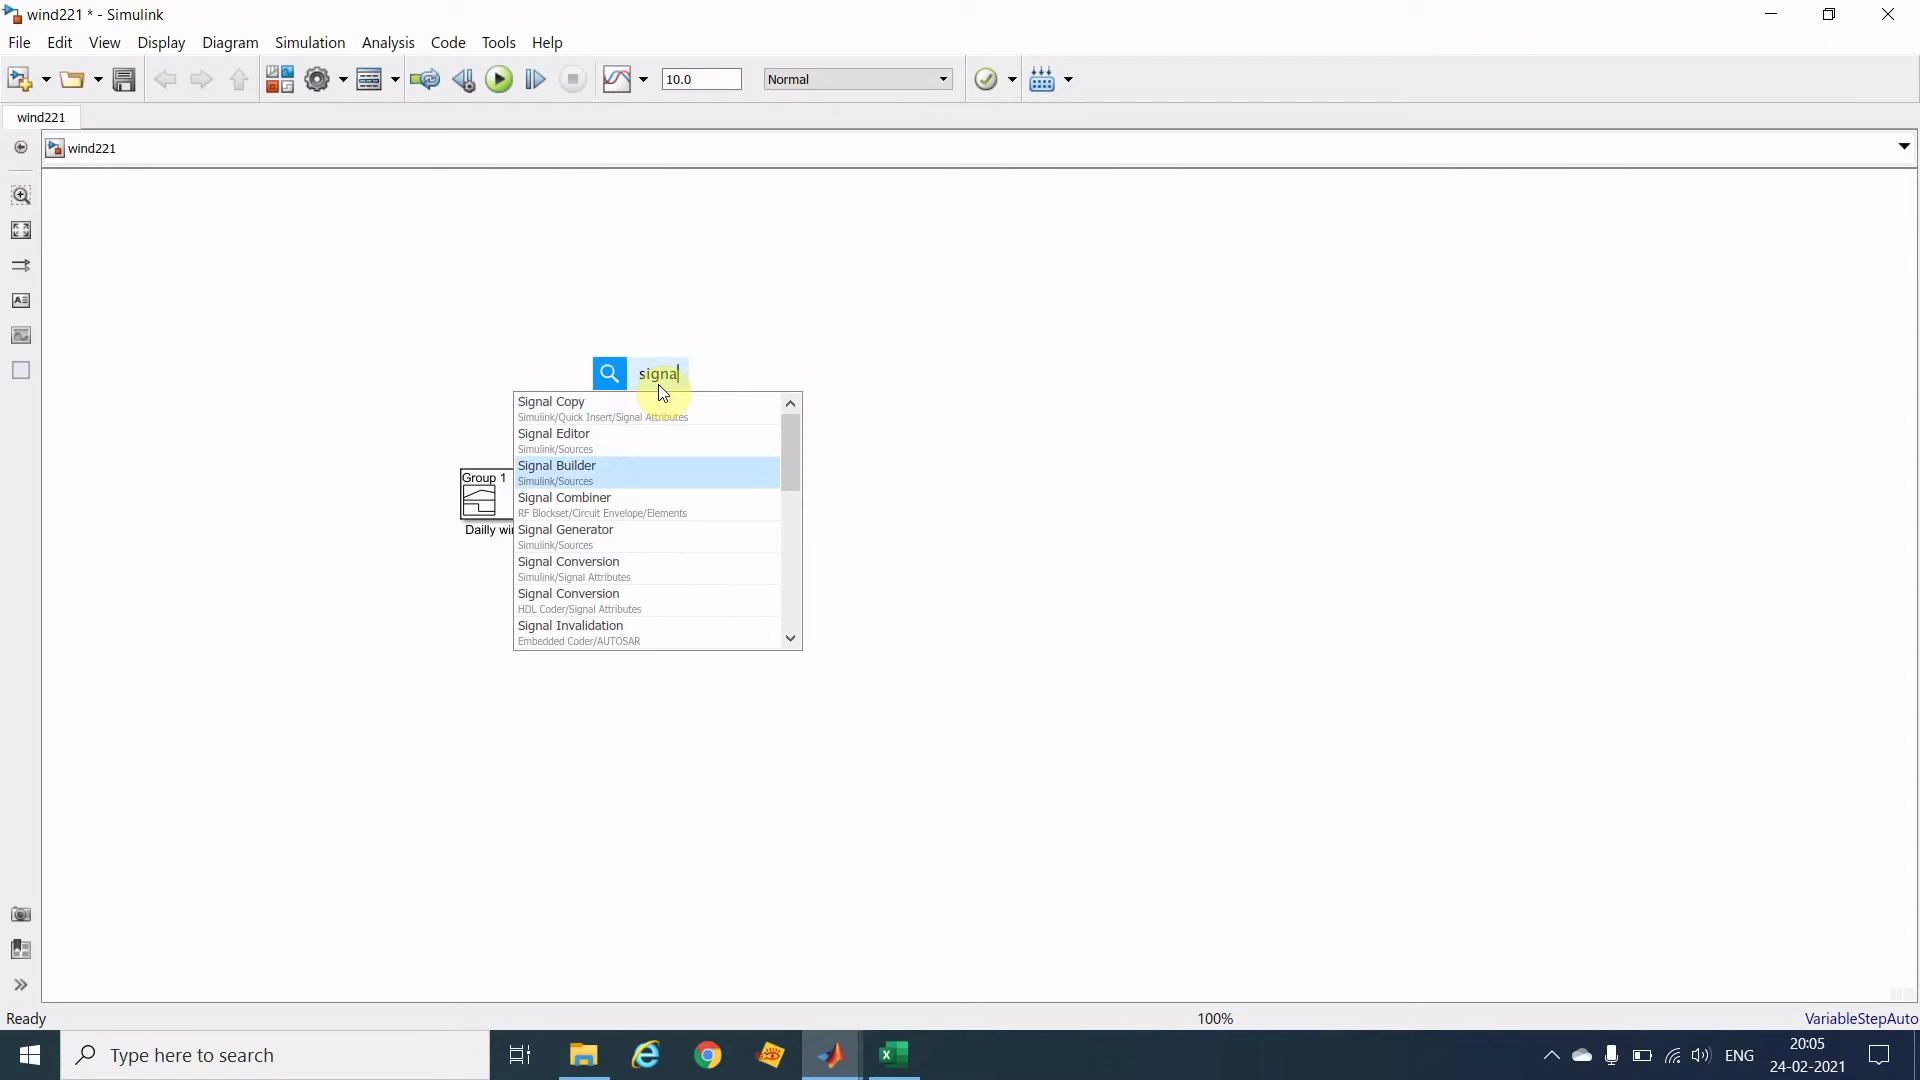 wind221 * - Simulink
File Edit View Display Diagram Simulation Analysis Code Tools Help
10.0 Normal
wind221
wind221
signal
Signal Copy
Simulink/Quick Insert/Signal Attributes
Signal Editor
Simulink/Sources
Signal Builder
Simulink/Sources
Signal Combiner
RF Blockset/Circuit Envelope/Elements
Signal Generator
Simulink/Sources
Signal Conversion
Simulink/Signal Attributes
Signal Conversion
HDL Coder/Signal Attributes
Signal Invalidation
Embedded Coder/AUTOSAR
Group 1
Dailly wi
Ready 100% VariableStepAuto
Type here to search
ENG
20:05
24-02-2021